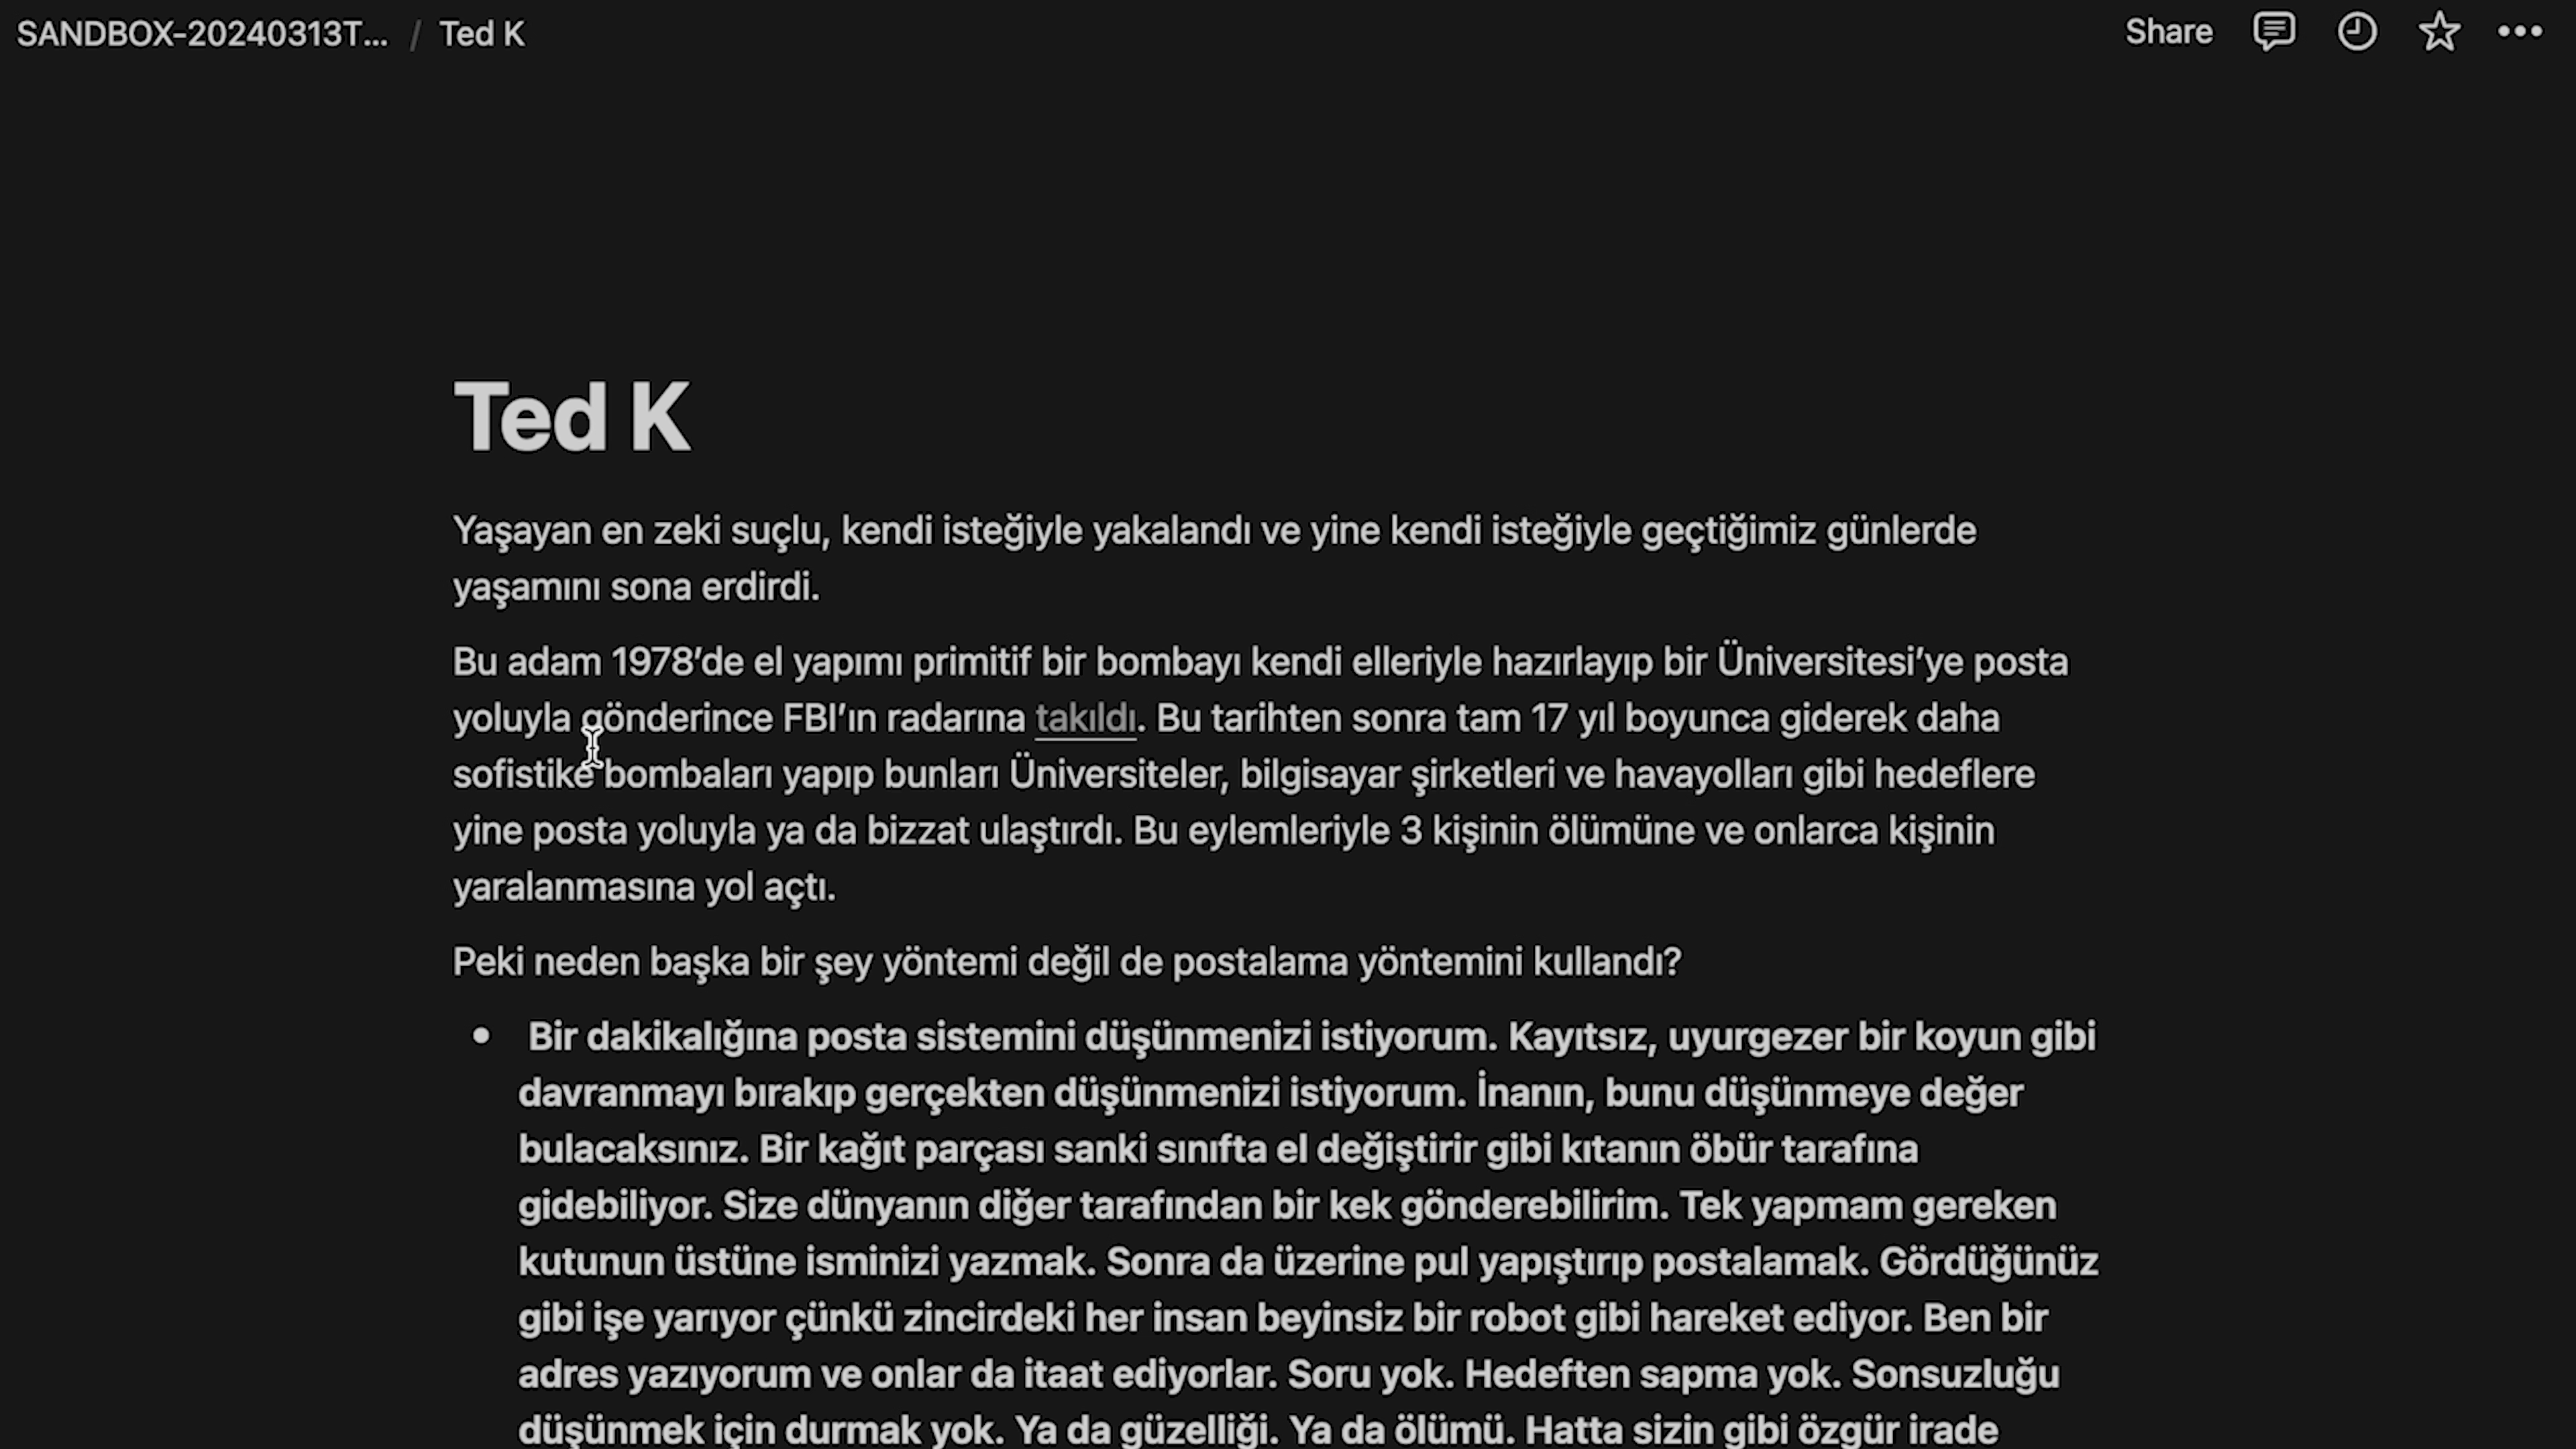 SANDBOX-20240313T... / Ted K
Share
Ted K
Yaşayan en zeki suçlu, kendi isteğiyle yakalandı ve yine kendi isteğiyle geçtiğimiz günlerde
yaşamını sona erdirdi.
Bu adam 1978’de el yapımı primitif bir bombayı kendi elleriyle hazırlayıp bir Üniversitesi’ye posta
yoluyla gönderince FBI’ın radarına takıldı. Bu tarihten sonra tam 17 yıl boyunca giderek daha
sofistike bombaları yapıp bunları Üniversiteler, bilgisayar şirketleri ve havayolları gibi hedeflere
yine posta yoluyla ya da bizzat ulaştırdı. Bu eylemleriyle 3 kişinin ölümüne ve onlarca kişinin
yaralanmasına yol açtı.
Peki neden başka bir şey yöntemi değil de postalama yöntemini kullandı?
• Bir dakikalığına posta sistemini düşünmenizi istiyorum. Kayıtsız, uyurgezer bir koyun gibi
davranmayı bırakıp gerçekten düşünmenizi istiyorum. İnanın, bunu düşünmeye değer
bulacaksınız. Bir kağıt parçası sanki sınıfta el değiştirir gibi kıtanın öbür tarafına
gidebiliyor. Size dünyanın diğer tarafından bir kek gönderebilirim. Tek yapmam gereken
kutunun üstüne isminizi yazmak. Sonra da üzerine pul yapıştırıp postalamak. Gördüğünüz
gibi işe yarıyor çünkü zincirdeki her insan beyinsiz bir robot gibi hareket ediyor. Ben bir
adres yazıyorum ve onlar da itaat ediyorlar. Soru yok. Hedeften sapma yok. Sonsuzluğu
düşünmek için durmak yok. Ya da güzelliği. Ya da ölümü. Hatta sizin gibi özgür irade